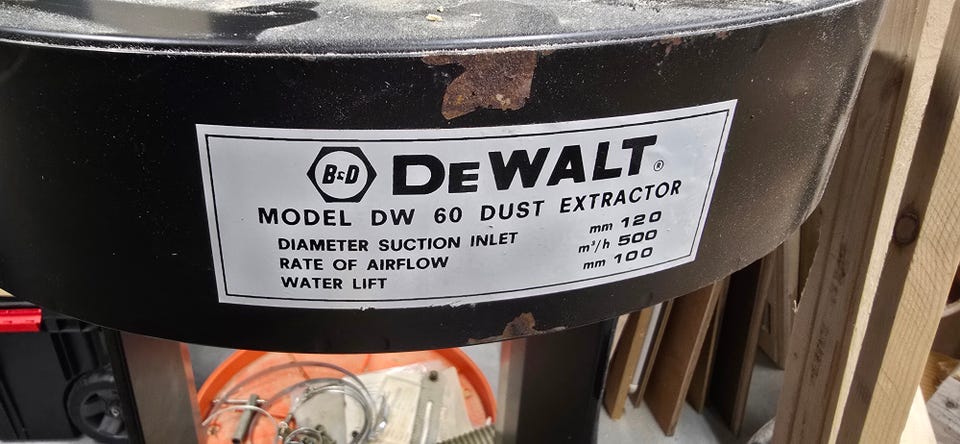 B&D DEWALT®
MODEL DW 60 DUST EXTRACTOR
DIAMETER SUCTION INLET mm 120
RATE OF AIRFLOW m³/h 500
WATER LIFT mm 100